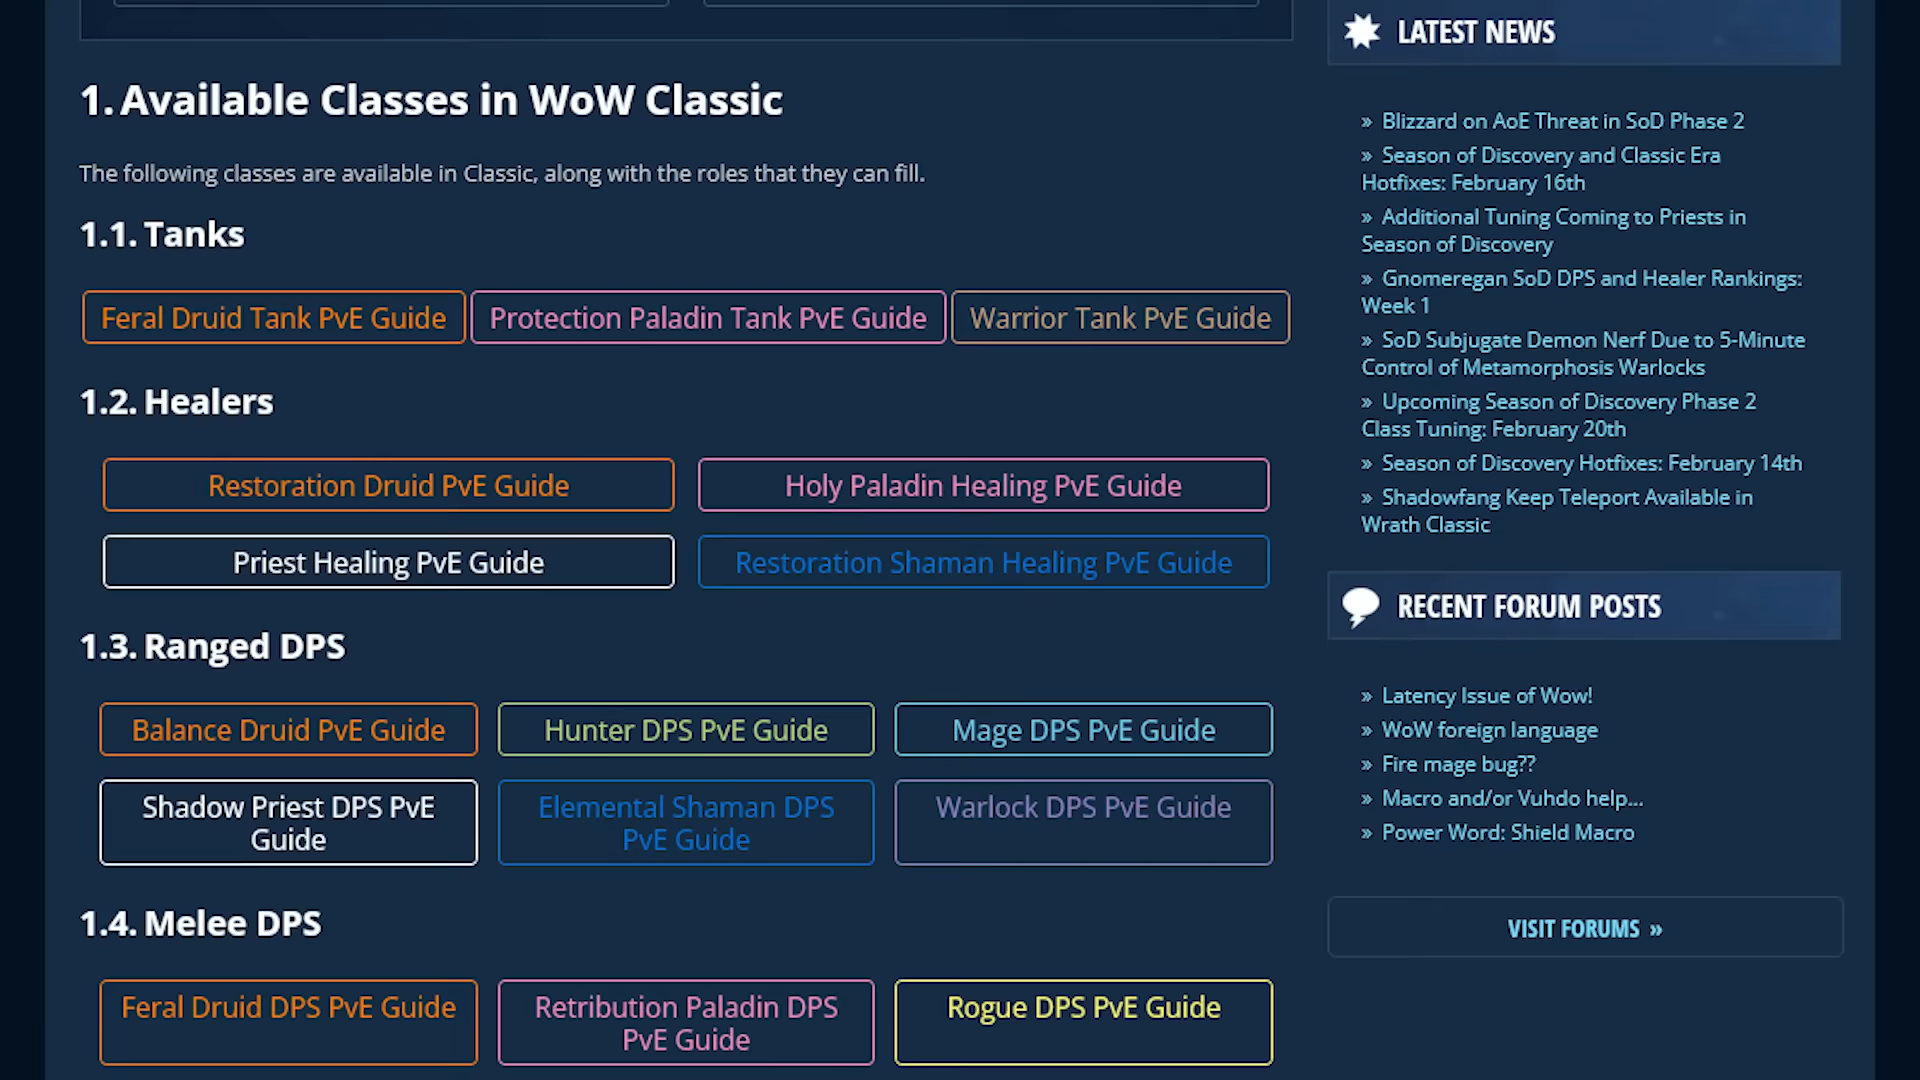 1. Available Classes in WoW Classic
The following classes are available in Classic, along with the roles that they can fill.
1.1. Tanks
Feral Druid Tank PvE Guide
Protection Paladin Tank PvE Guide
Warrior Tank PvE Guide
1.2. Healers
Restoration Druid PvE Guide
Holy Paladin Healing PvE Guide
Priest Healing PvE Guide
Restoration Shaman Healing PvE Guide
1.3. Ranged DPS
Balance Druid PvE Guide
Hunter DPS PvE Guide
Mage DPS PvE Guide
Shadow Priest DPS PvE
Guide
Elemental Shaman DPS
PvE Guide
Warlock DPS PvE Guide
1.4. Melee DPS
Feral Druid DPS PvE Guide
Retribution Paladin DPS
PvE Guide
Rogue DPS PvE Guide
LATEST NEWS
» Blizzard on AoE Threat in SoD Phase 2
» Season of Discovery and Classic Era
Hotfixes: February 16th
» Additional Tuning Coming to Priests in
Season of Discovery
» Gnomeregan SoD DPS and Healer Rankings:
Week 1
» SoD Subjugate Demon Nerf Due to 5-Minute
Control of Metamorphosis Warlocks
» Upcoming Season of Discovery Phase 2
Class Tuning: February 20th
» Season of Discovery Hotfixes: February 14th
» Shadowfang Keep Teleport Available in
Wrath Classic
RECENT FORUM POSTS
» Latency Issue of Wow!
» WoW foreign language
» Fire mage bug??
» Macro and/or Vuhdo help...
» Power Word: Shield Macro
VISIT FORUMS »